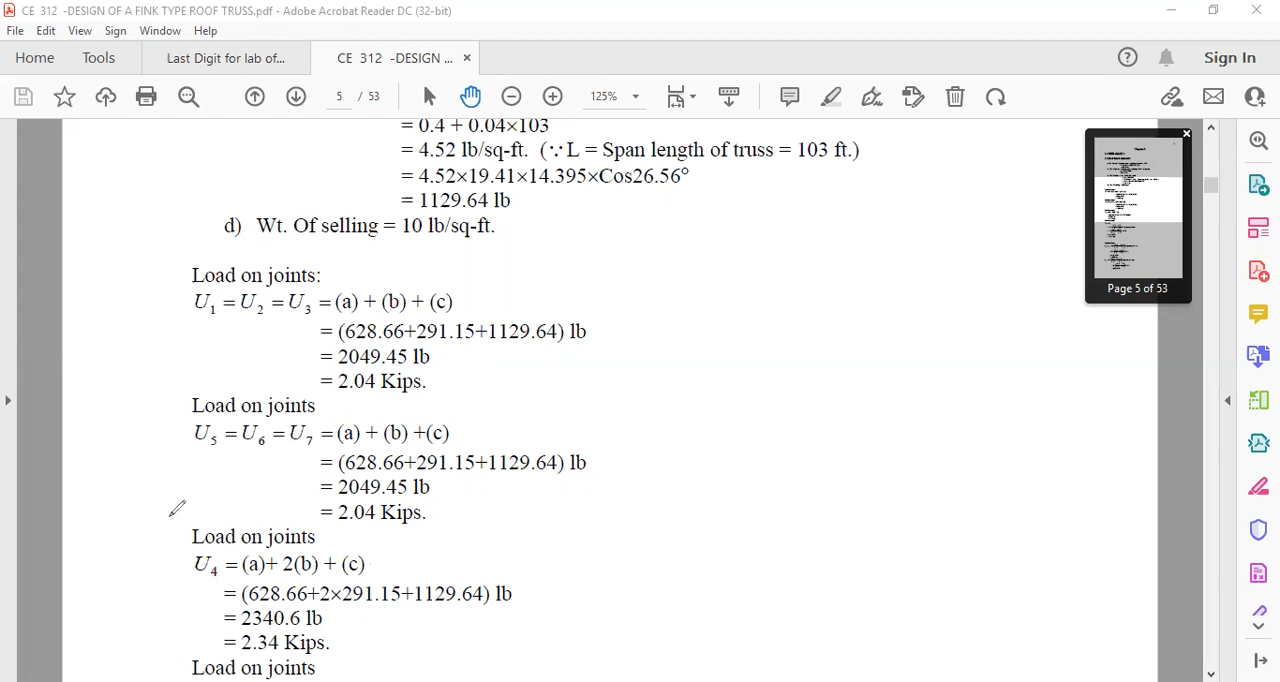 CE 312 -DESIGN OF A FINK TYPE ROOF TRUSS.pdf - Adobe Acrobat Reader DC (32-bit)
File Edit View Sign Window Help
Home Tools Last Digit for lab of... CE 312 -DESIGN ... × Sign In
5 / 53 125%
= 0.4 + 0.04×103
= 4.52 lb/sq-ft. (∵L = Span length of truss = 103 ft.)
= 4.52×19.41×14.395×Cos26.56°
= 1129.64 lb
d) Wt. Of selling = 10 lb/sq-ft.
Load on joints:
U₁ = U₂ = U₃ = (a) + (b) + (c)
= (628.66+291.15+1129.64) lb
= 2049.45 lb
= 2.04 Kips.
Load on joints
U₅ = U₆ = U₇ = (a) + (b) +(c)
= (628.66+291.15+1129.64) lb
= 2049.45 lb
= 2.04 Kips.
Load on joints
U₄ = (a)+ 2(b) + (c)
= (628.66+2×291.15+1129.64) lb
= 2340.6 lb
= 2.34 Kips.
Load on joints
Page 5 of 53